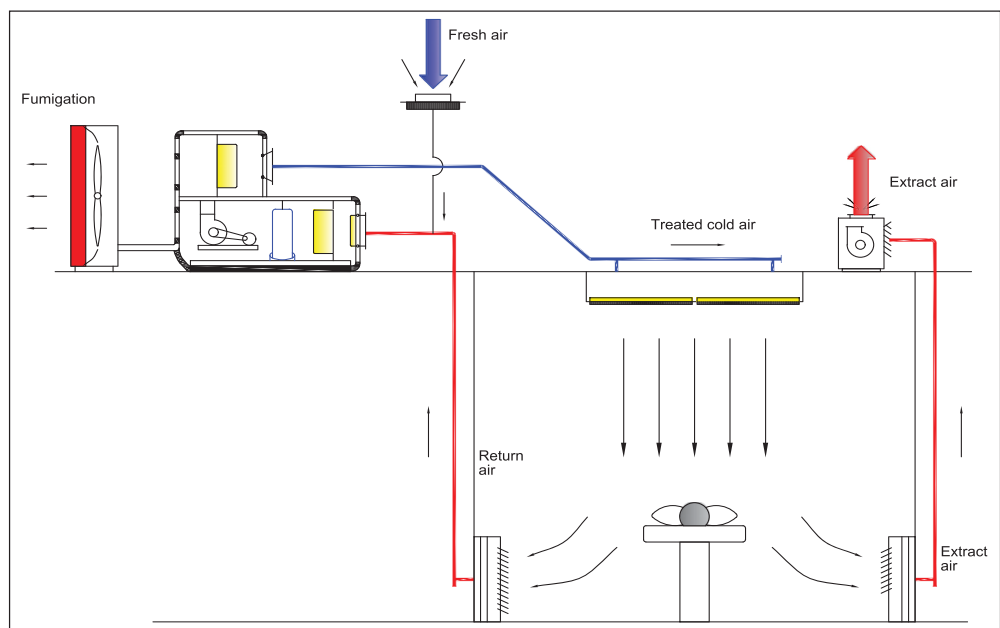 Fresh air
Fumigation
Extract air
Treated cold air
Return
air
Extract
air